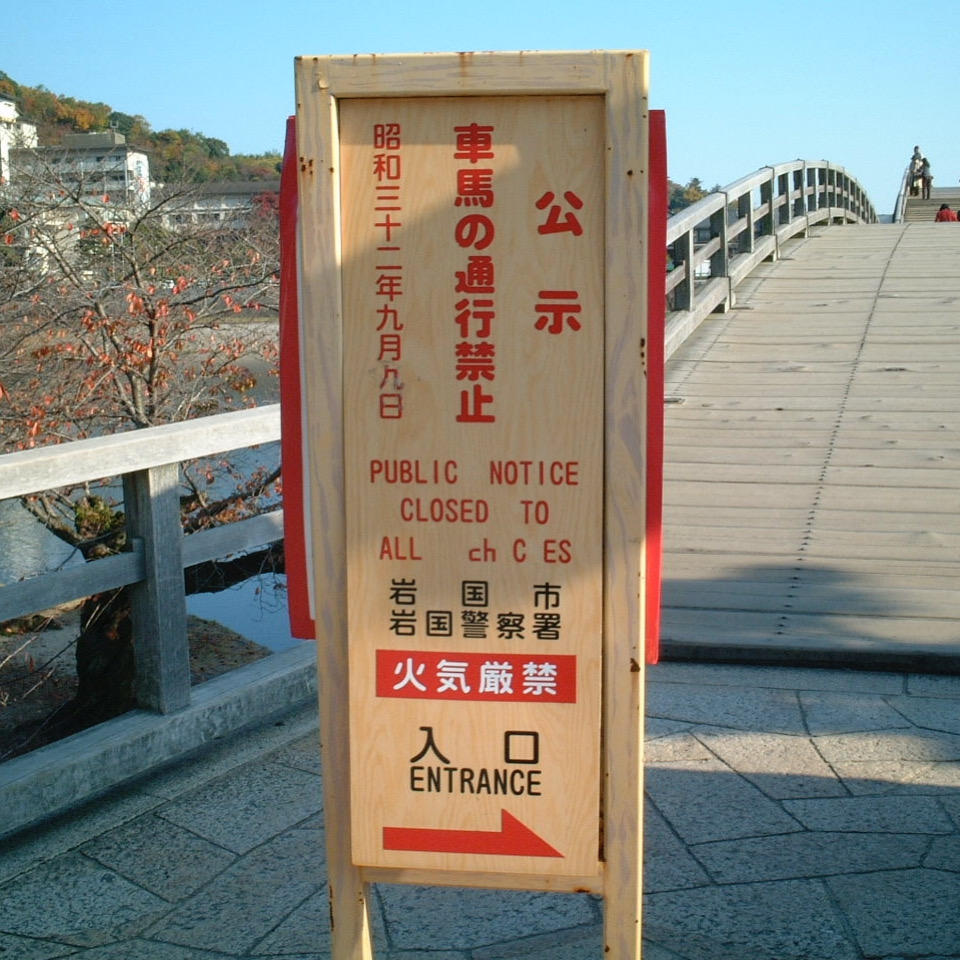 公示
車馬の通行禁止
昭和三十二年九月九日
PUBLIC NOTICE
CLOSED TO
ALL ch C ES
岩国市
岩国警察署
火気厳禁
入口
ENTRANCE